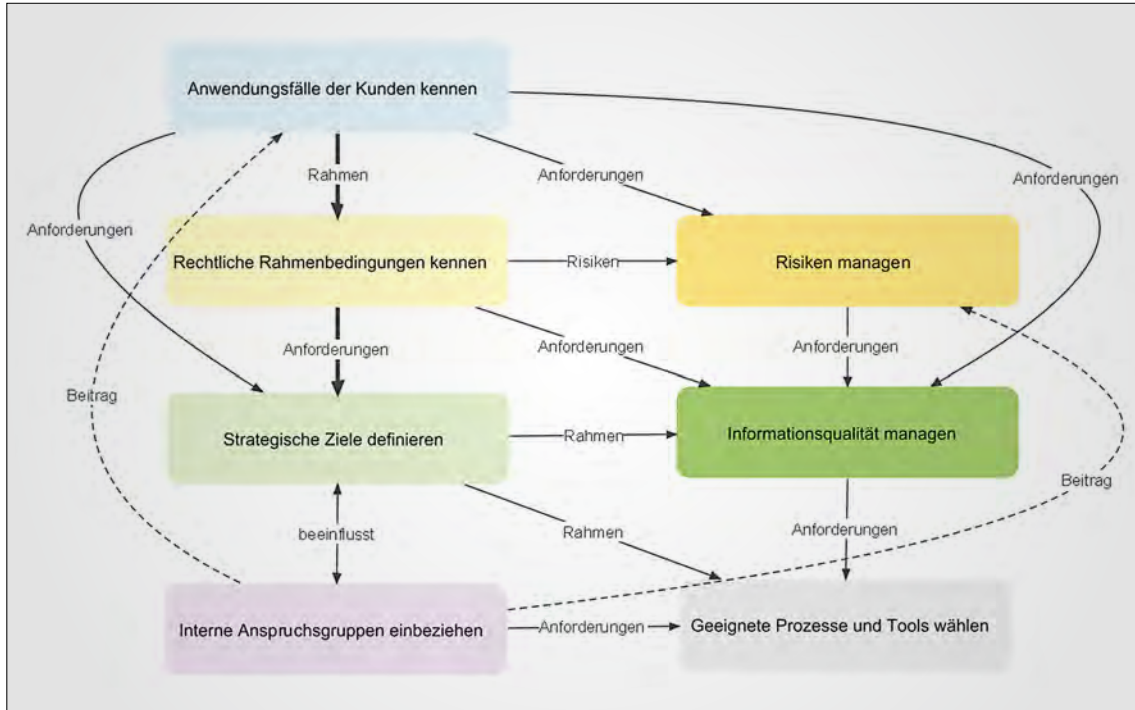 Anwendungsfälle der Kunden kennen
Rahmen
Anforderungen
Anforderungen
Anforderungen
Rechtliche Rahmenbedingungen kennen
Risiken
Risiken managen
Anforderungen
Anforderungen
Anforderungen
Beitrag
Strategische Ziele definieren
Rahmen
Informationsqualität managen
Beitrag
beeinflusst
Rahmen
Anforderungen
Interne Anspruchsgruppen einbeziehen
Anforderungen
Geeignete Prozesse und Tools wählen